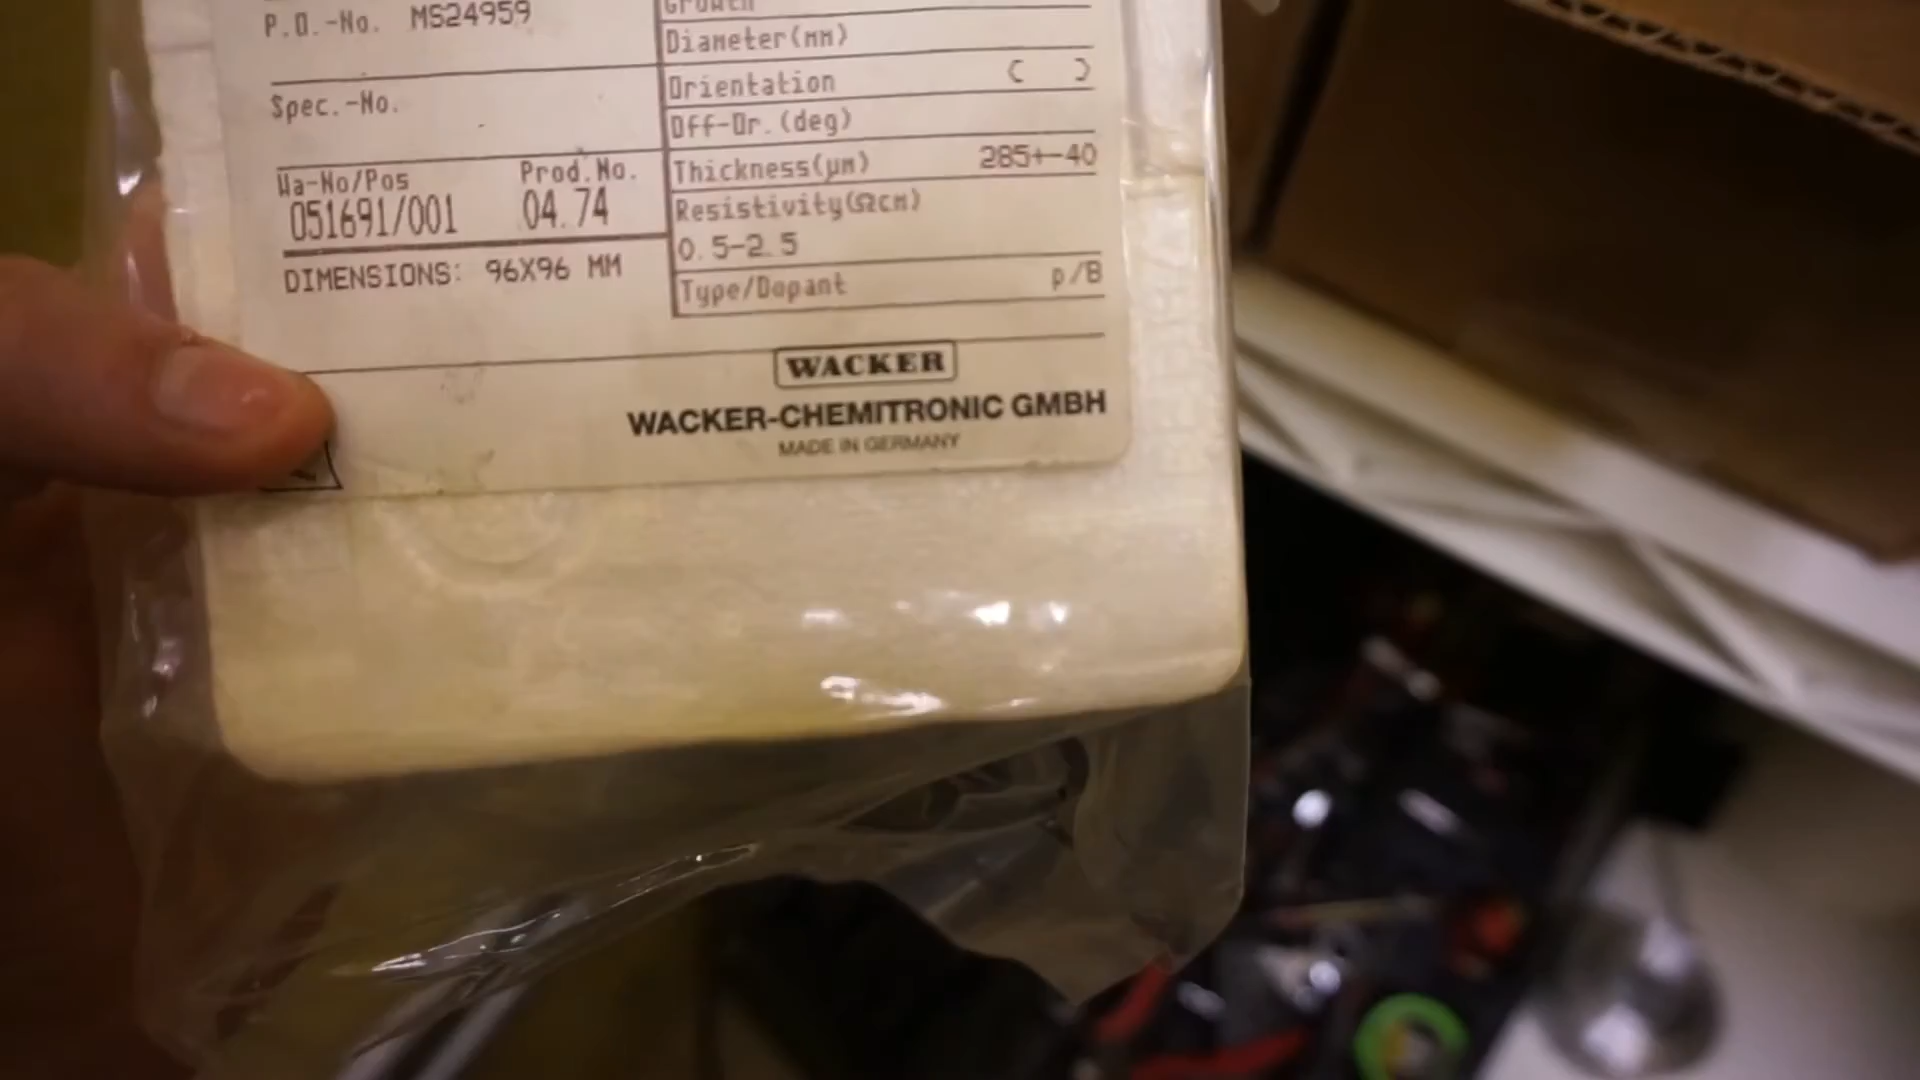 P.O.-No. MS24959
Spec.-No.
Wa-No/Pos Prod.No.
051691/001 04.74
DIMENSIONS: 96X96 MM
Growth
Diameter(mm)
Orientation ( )
Off-Or.(deg)
Thickness(µm) 285+-40
Resistivity(Ωcm)
0.5-2.5
Type/Dopant p/B
WACKER
WACKER-CHEMITRONIC GMBH
MADE IN GERMANY